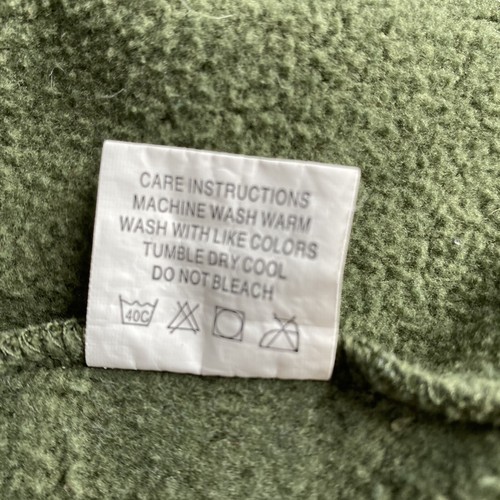 CARE INSTRUCTIONS
MACHINE WASH WARM
WASH WITH LIKE COLORS
TUMBLE DRY COOL
DO NOT BLEACH
40C